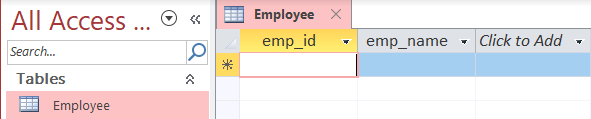 All Access
Search...
Tables
Employee
Employee
emp_id emp_name Click to Add